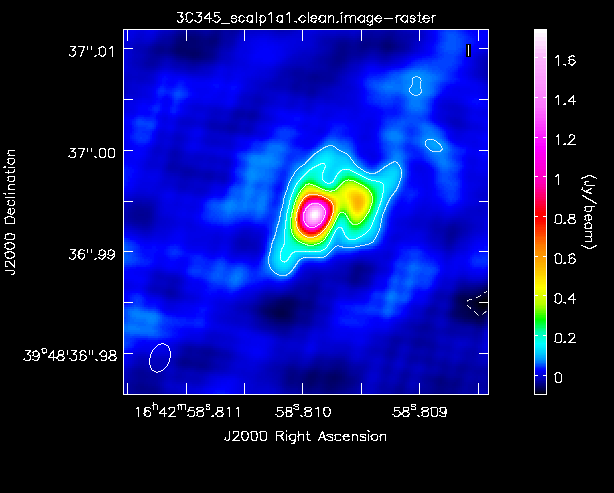 3C345_scalp1a1.clean.image-raster
I
37".01
37".00
36".99
39°48'36".98
J2000 Declination
16ʰ42ᵐ58ˢ.811
58ˢ.810
58ˢ.809
J2000 Right Ascension
1.6
1.4
1.2
1
0.8
0.6
0.4
0.2
0
(Jy/beam)